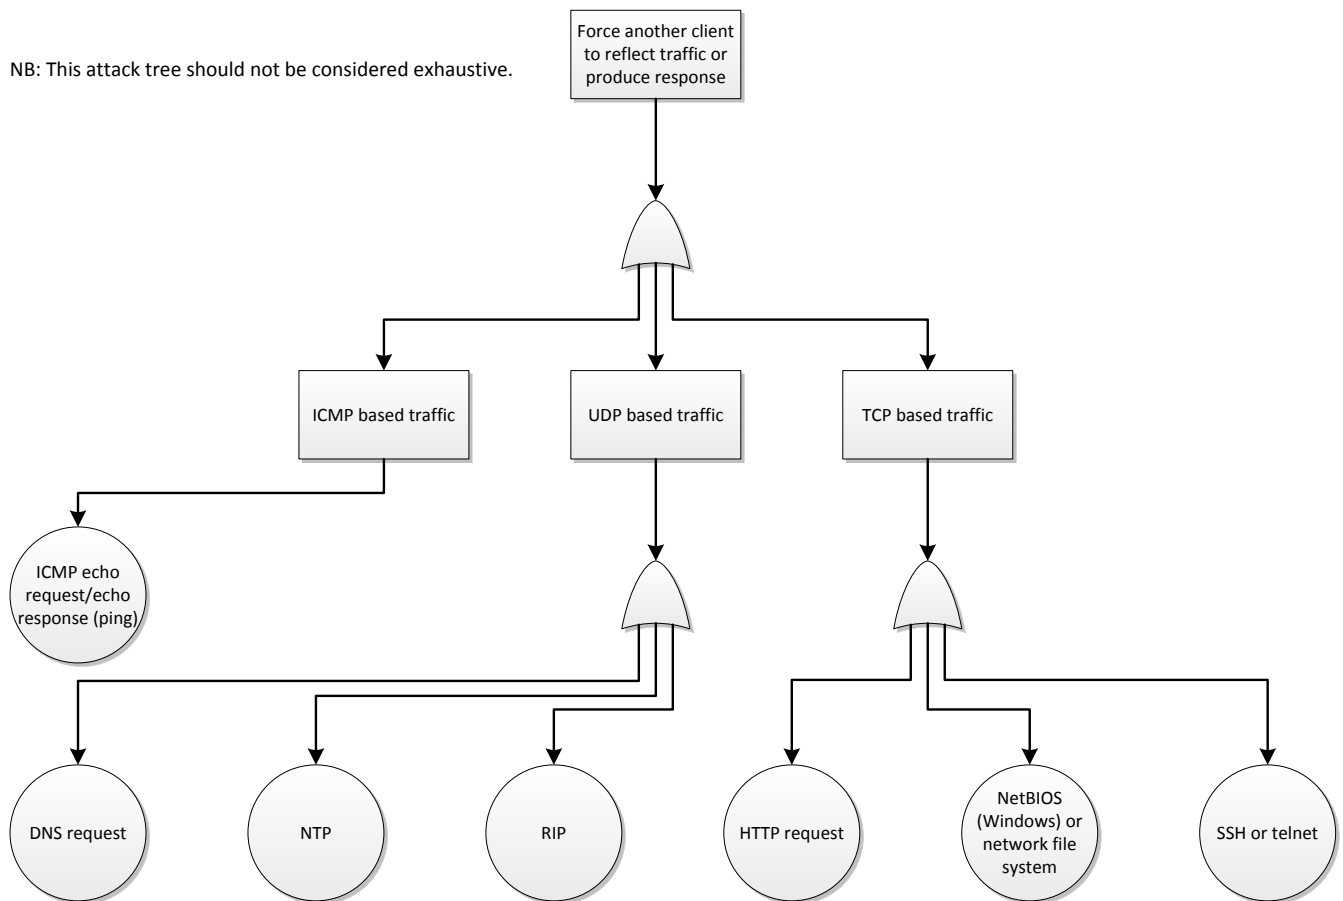 Force another client
to reflect traffic or
produce response
NB: This attack tree should not be considered exhaustive.
ICMP based traffic
UDP based traffic
TCP based traffic
ICMP echo
request/echo
response (ping)
DNS request
NTP
RIP
HTTP request
NetBIOS
(Windows) or
network file
system
SSH or telnet